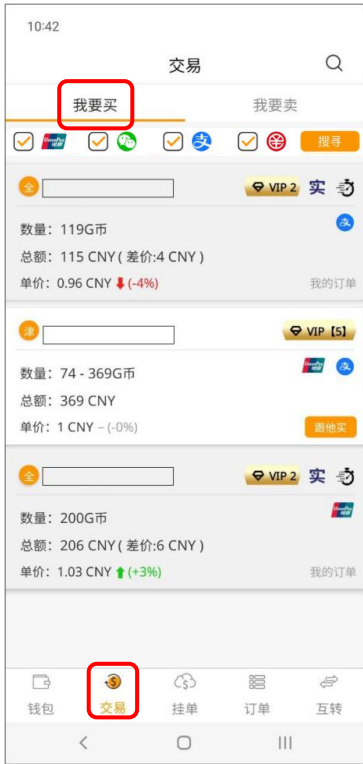 10:42
交易
我要买 我要卖
UnionPay 银联 搜寻
全 VIP 2 实
数量：119G币
总额：115 CNY ( 差价:4 CNY )
单价：0.96 CNY (-4%) 我的订单
津 VIP【5】
数量：74 - 369G币
总额：369 CNY
单价：1 CNY – (-0%) 跟他买
全 VIP 2 实
数量：200G币
总额：206 CNY ( 差价:6 CNY )
单价：1.03 CNY (+3%) 我的订单
钱包 交易 挂单 订单 互转